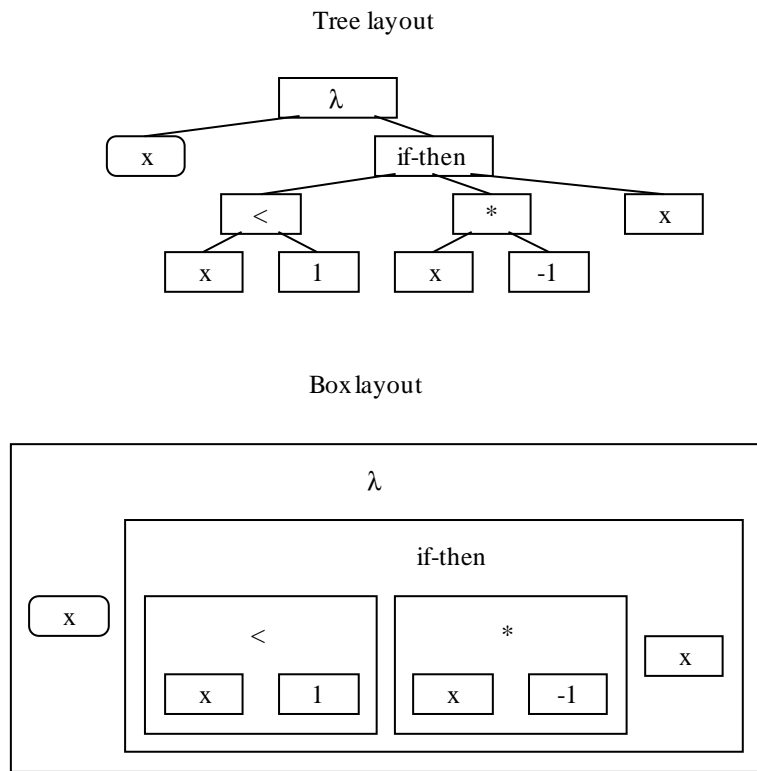 Tree layout
λ
x if-then
< * x
x 1 x -1
Box layout
λ
if-then
x
< *
x
x 1 x -1